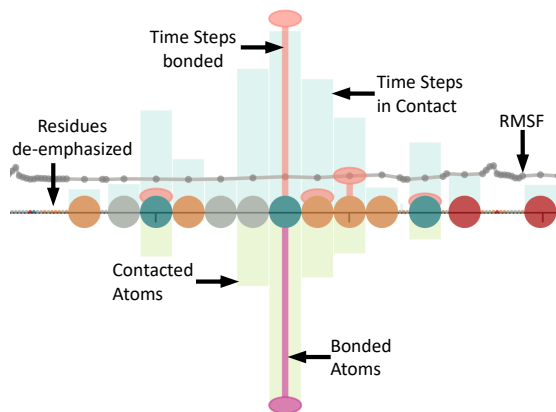 Time Steps
bonded
Time Steps
in Contact
Residues
de-emphasized
RMSF
Contacted
Atoms
Bonded
Atoms